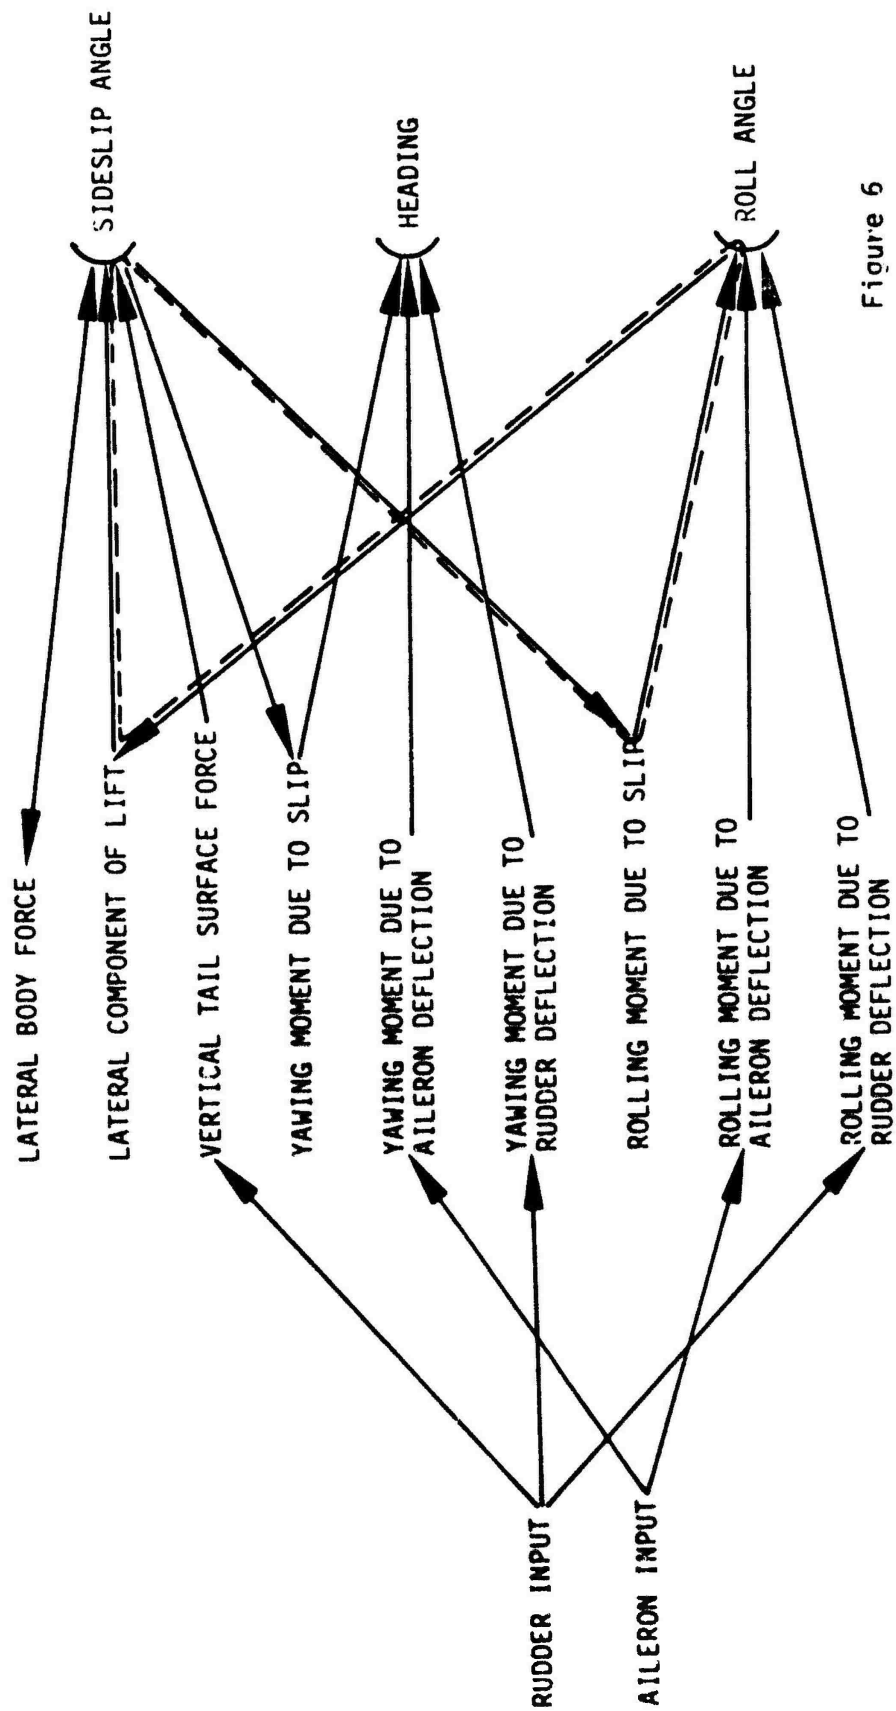 LATERAL BODY FORCE
LATERAL COMPONENT OF LIFT
VERTICAL TAIL SURFACE FORCE
YAWING MOMENT DUE TO SLIP
YAWING MOMENT DUE TO
AILERON DEFLECTION
YAWING MOMENT DUE TO
RUDDER DEFLECTION
ROLLING MOMENT DUE TO SLIP
ROLLING MOMENT DUE TO
AILERON DEFLECTION
ROLLING MOMENT DUE TO
RUDDER DEFLECTION
RUDDER INPUT
AILERON INPUT
SIDESLIP ANGLE
HEADING
ROLL ANGLE
Figure 6